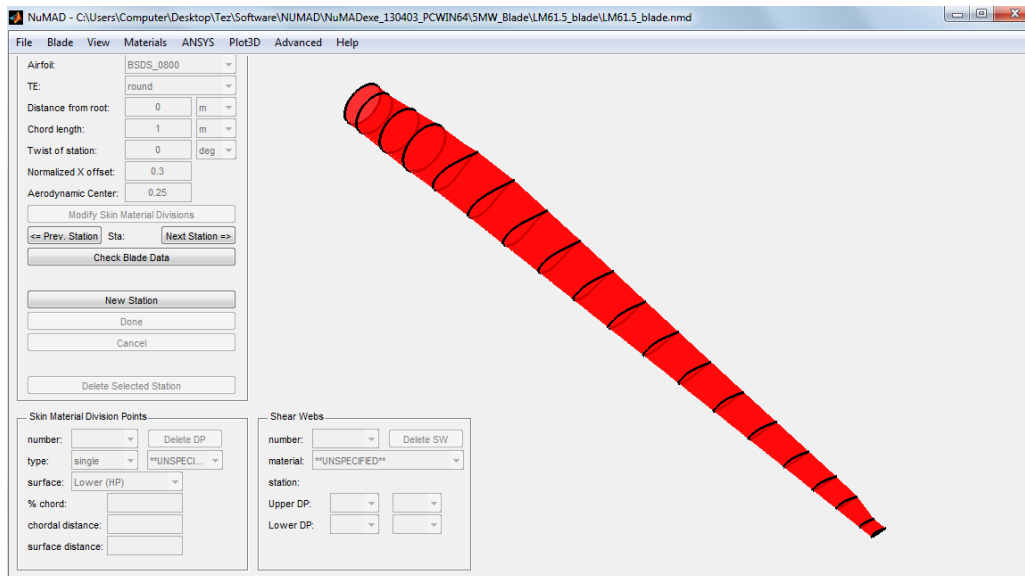 NuMAD - C:\Users\Computer\Desktop\Tez\Software\NUMAD\NuMADexe_130403_PCWIN64\5MW_Blade\LM61.5_blade\LM61.5_blade.nmd
File Blade View Materials ANSYS Plot3D Advanced Help
Airfoil: BSDS_0800
TE: round
Distance from root: 0 m
Chord length: 1 m
Twist of station: 0 deg
Normalized X offset: 0.3
Aerodynamic Center: 0.25
Modify Skin Material Divisions
<= Prev. Station Sta: Next Station =>
Check Blade Data
New Station
Done
Cancel
Delete Selected Station
Skin Material Division Points
number: Delete DP
type: single **UNSPECI...
surface: Lower (HP)
% chord:
chordal distance:
surface distance:
Shear Webs
number: Delete SW
material: **UNSPECIFIED**
station:
Upper DP:
Lower DP: